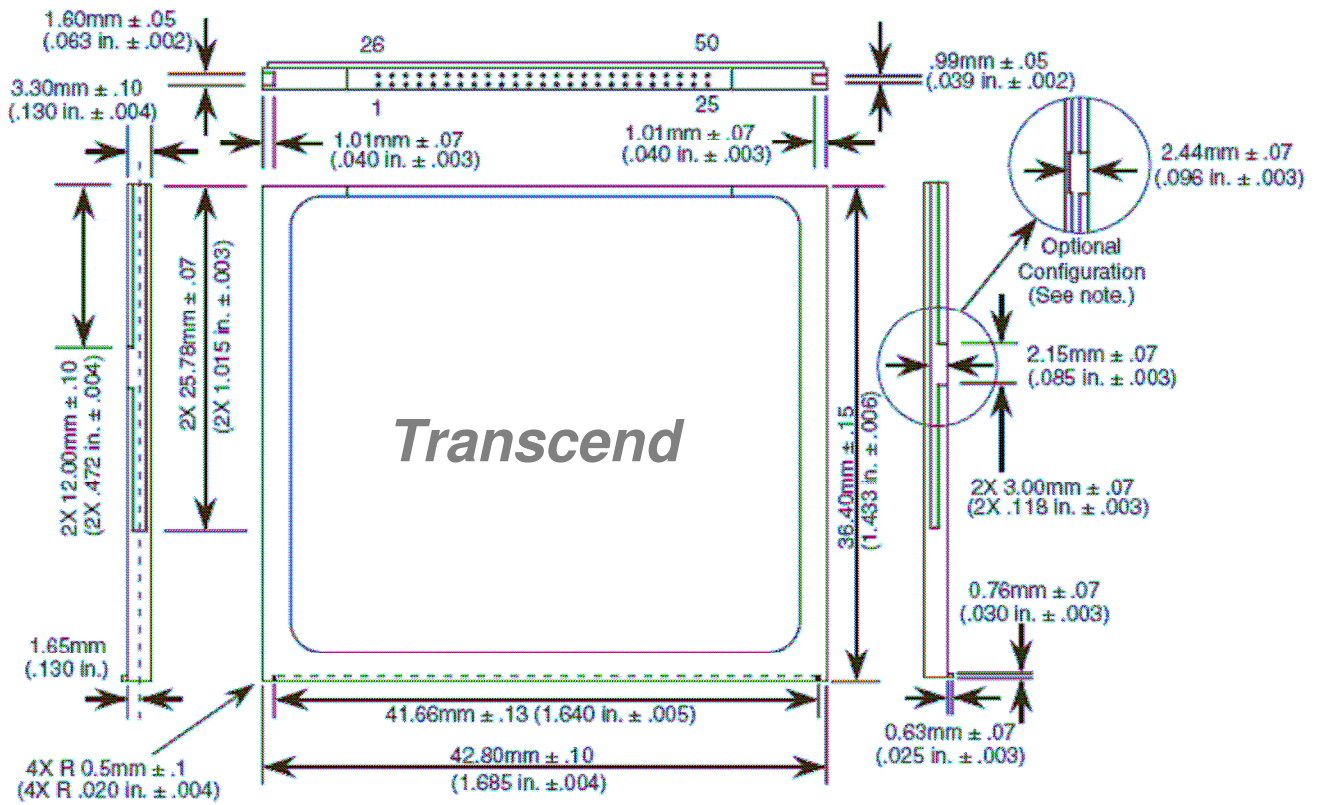 1.60mm ± .05
(.063 in. ± .002)
26
50
.99mm ± .05
(.039 in. ± .002)
3.30mm ± .10
(.130 in. ± .004)
1
25
1.01mm ± .07
(.040 in. ± .003)
1.01mm ± .07
(.040 in. ± .003)
2.44mm ± .07
(.096 in. ± .003)
Optional
Configuration
(See note.)
2X 12.00mm ± .10
(2X .472 in. ± .004)
2X 25.78mm ± .07
(2X 1.015 in. ± .003)
Transcend
36.40mm ± .15
(1.433 in. ± .006)
2.15mm ± .07
(.085 in. ± .003)
2X 3.00mm ± .07
(2X .118 in. ± .003)
0.76mm ± .07
(.030 in. ± .003)
1.65mm
(.130 in.)
41.66mm ± .13 (1.640 in. ± .005)
0.63mm ± .07
(.025 in. ± .003)
42.80mm ± .10
(1.685 in. ±.004)
4X R 0.5mm ± .1
(4X R .020 in. ± .004)